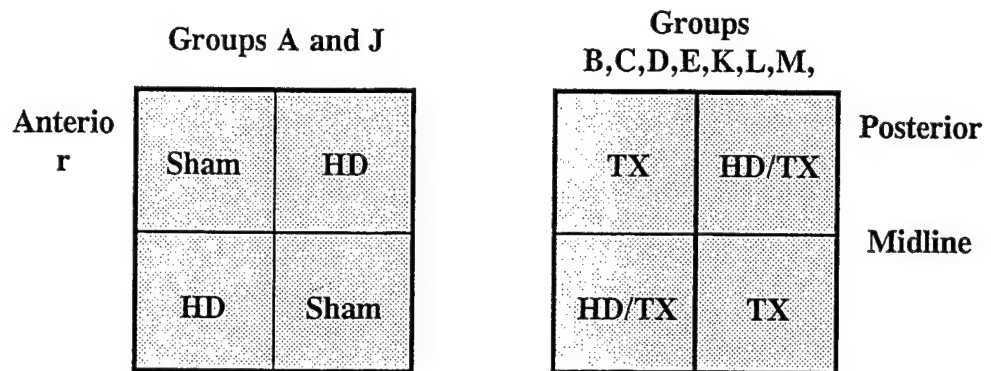 Groups A and J
Groups
B,C,D,E,K,L,M,
Anterio
r
Sham HD
HD Sham
TX HD/TX
HD/TX TX
Posterior
Midline